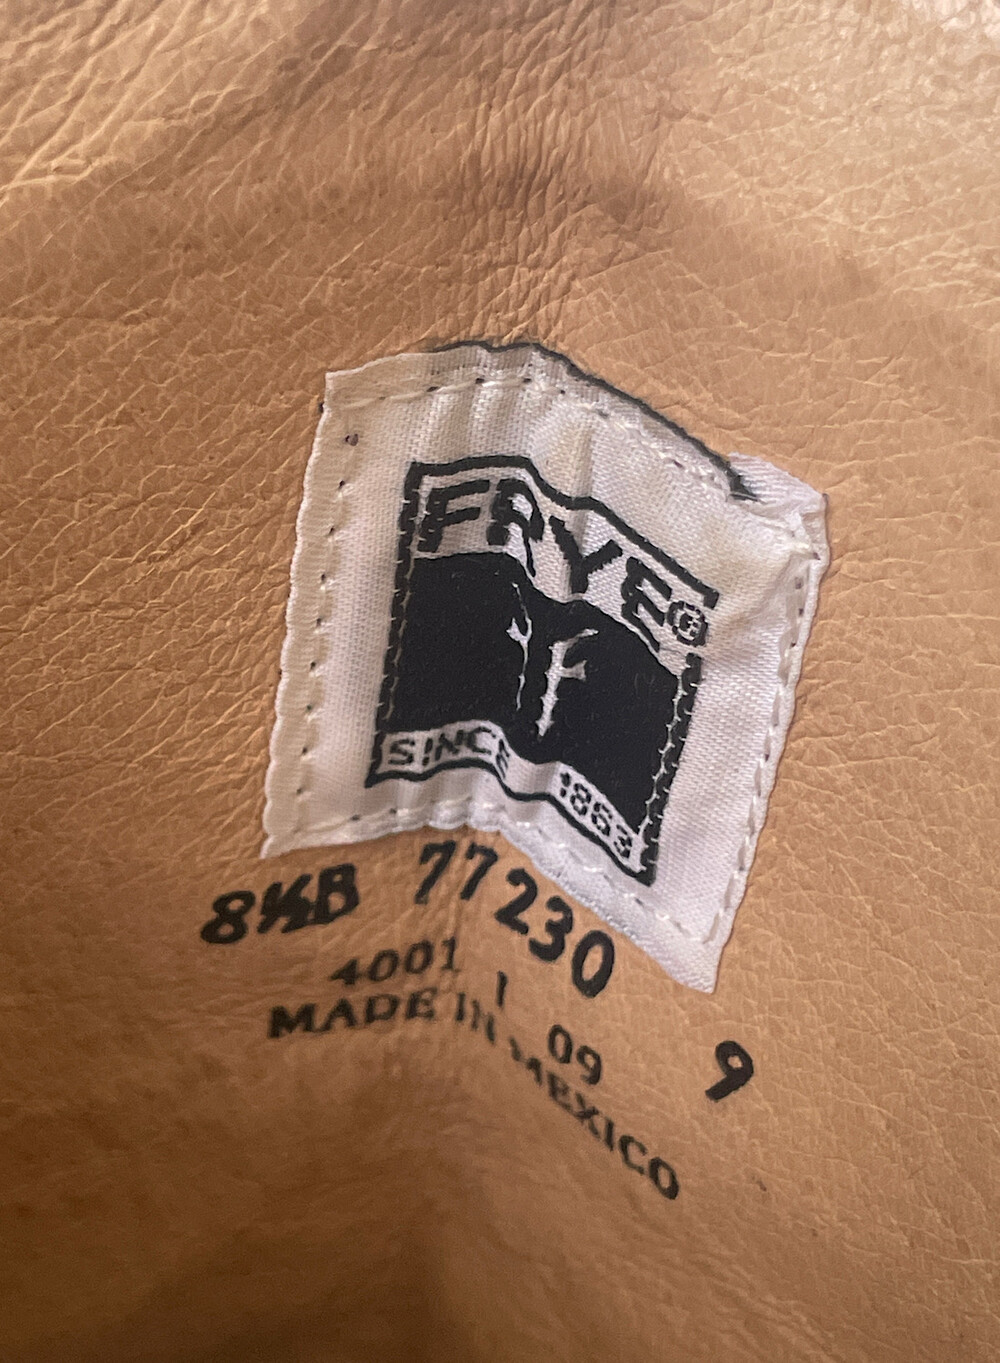 FRYE®
F
SINCE 1863
8½B 77230
4001 1 09 9
MADE IN MEXICO